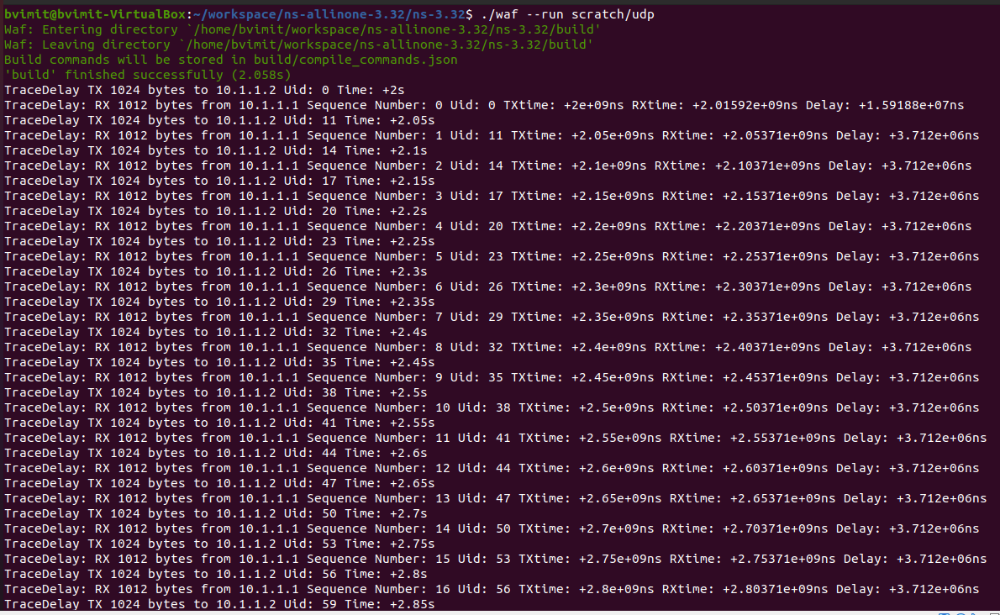 bvimit@bvimit-VirtualBox:~/workspace/ns-allinone-3.32/ns-3.32$ ./waf --run scratch/udp
Waf: Entering directory `/home/bvimit/workspace/ns-allinone-3.32/ns-3.32/build'
Waf: Leaving directory `/home/bvimit/workspace/ns-allinone-3.32/ns-3.32/build'
Build commands will be stored in build/compile_commands.json
'build' finished successfully (2.058s)
TraceDelay TX 1024 bytes to 10.1.1.2 Uid: 0 Time: +2s
TraceDelay: RX 1012 bytes from 10.1.1.1 Sequence Number: 0 Uid: 0 TXtime: +2e+09ns RXtime: +2.01592e+09ns Delay: +1.59188e+07ns
TraceDelay TX 1024 bytes to 10.1.1.2 Uid: 11 Time: +2.05s
TraceDelay: RX 1012 bytes from 10.1.1.1 Sequence Number: 1 Uid: 11 TXtime: +2.05e+09ns RXtime: +2.05371e+09ns Delay: +3.712e+06ns
TraceDelay TX 1024 bytes to 10.1.1.2 Uid: 14 Time: +2.1s
TraceDelay: RX 1012 bytes from 10.1.1.1 Sequence Number: 2 Uid: 14 TXtime: +2.1e+09ns RXtime: +2.10371e+09ns Delay: +3.712e+06ns
TraceDelay TX 1024 bytes to 10.1.1.2 Uid: 17 Time: +2.15s
TraceDelay: RX 1012 bytes from 10.1.1.1 Sequence Number: 3 Uid: 17 TXtime: +2.15e+09ns RXtime: +2.15371e+09ns Delay: +3.712e+06ns
TraceDelay TX 1024 bytes to 10.1.1.2 Uid: 20 Time: +2.2s
TraceDelay: RX 1012 bytes from 10.1.1.1 Sequence Number: 4 Uid: 20 TXtime: +2.2e+09ns RXtime: +2.20371e+09ns Delay: +3.712e+06ns
TraceDelay TX 1024 bytes to 10.1.1.2 Uid: 23 Time: +2.25s
TraceDelay: RX 1012 bytes from 10.1.1.1 Sequence Number: 5 Uid: 23 TXtime: +2.25e+09ns RXtime: +2.25371e+09ns Delay: +3.712e+06ns
TraceDelay TX 1024 bytes to 10.1.1.2 Uid: 26 Time: +2.3s
TraceDelay: RX 1012 bytes from 10.1.1.1 Sequence Number: 6 Uid: 26 TXtime: +2.3e+09ns RXtime: +2.30371e+09ns Delay: +3.712e+06ns
TraceDelay TX 1024 bytes to 10.1.1.2 Uid: 29 Time: +2.35s
TraceDelay: RX 1012 bytes from 10.1.1.1 Sequence Number: 7 Uid: 29 TXtime: +2.35e+09ns RXtime: +2.35371e+09ns Delay: +3.712e+06ns
TraceDelay TX 1024 bytes to 10.1.1.2 Uid: 32 Time: +2.4s
TraceDelay: RX 1012 bytes from 10.1.1.1 Sequence Number: 8 Uid: 32 TXtime: +2.4e+09ns RXtime: +2.40371e+09ns Delay: +3.712e+06ns
TraceDelay TX 1024 bytes to 10.1.1.2 Uid: 35 Time: +2.45s
TraceDelay: RX 1012 bytes from 10.1.1.1 Sequence Number: 9 Uid: 35 TXtime: +2.45e+09ns RXtime: +2.45371e+09ns Delay: +3.712e+06ns
TraceDelay TX 1024 bytes to 10.1.1.2 Uid: 38 Time: +2.5s
TraceDelay: RX 1012 bytes from 10.1.1.1 Sequence Number: 10 Uid: 38 TXtime: +2.5e+09ns RXtime: +2.50371e+09ns Delay: +3.712e+06ns
TraceDelay TX 1024 bytes to 10.1.1.2 Uid: 41 Time: +2.55s
TraceDelay: RX 1012 bytes from 10.1.1.1 Sequence Number: 11 Uid: 41 TXtime: +2.55e+09ns RXtime: +2.55371e+09ns Delay: +3.712e+06ns
TraceDelay TX 1024 bytes to 10.1.1.2 Uid: 44 Time: +2.6s
TraceDelay: RX 1012 bytes from 10.1.1.1 Sequence Number: 12 Uid: 44 TXtime: +2.6e+09ns RXtime: +2.60371e+09ns Delay: +3.712e+06ns
TraceDelay TX 1024 bytes to 10.1.1.2 Uid: 47 Time: +2.65s
TraceDelay: RX 1012 bytes from 10.1.1.1 Sequence Number: 13 Uid: 47 TXtime: +2.65e+09ns RXtime: +2.65371e+09ns Delay: +3.712e+06ns
TraceDelay TX 1024 bytes to 10.1.1.2 Uid: 50 Time: +2.7s
TraceDelay: RX 1012 bytes from 10.1.1.1 Sequence Number: 14 Uid: 50 TXtime: +2.7e+09ns RXtime: +2.70371e+09ns Delay: +3.712e+06ns
TraceDelay TX 1024 bytes to 10.1.1.2 Uid: 53 Time: +2.75s
TraceDelay: RX 1012 bytes from 10.1.1.1 Sequence Number: 15 Uid: 53 TXtime: +2.75e+09ns RXtime: +2.75371e+09ns Delay: +3.712e+06ns
TraceDelay TX 1024 bytes to 10.1.1.2 Uid: 56 Time: +2.8s
TraceDelay: RX 1012 bytes from 10.1.1.1 Sequence Number: 16 Uid: 56 TXtime: +2.8e+09ns RXtime: +2.80371e+09ns Delay: +3.712e+06ns
TraceDelay TX 1024 bytes to 10.1.1.2 Uid: 59 Time: +2.85s